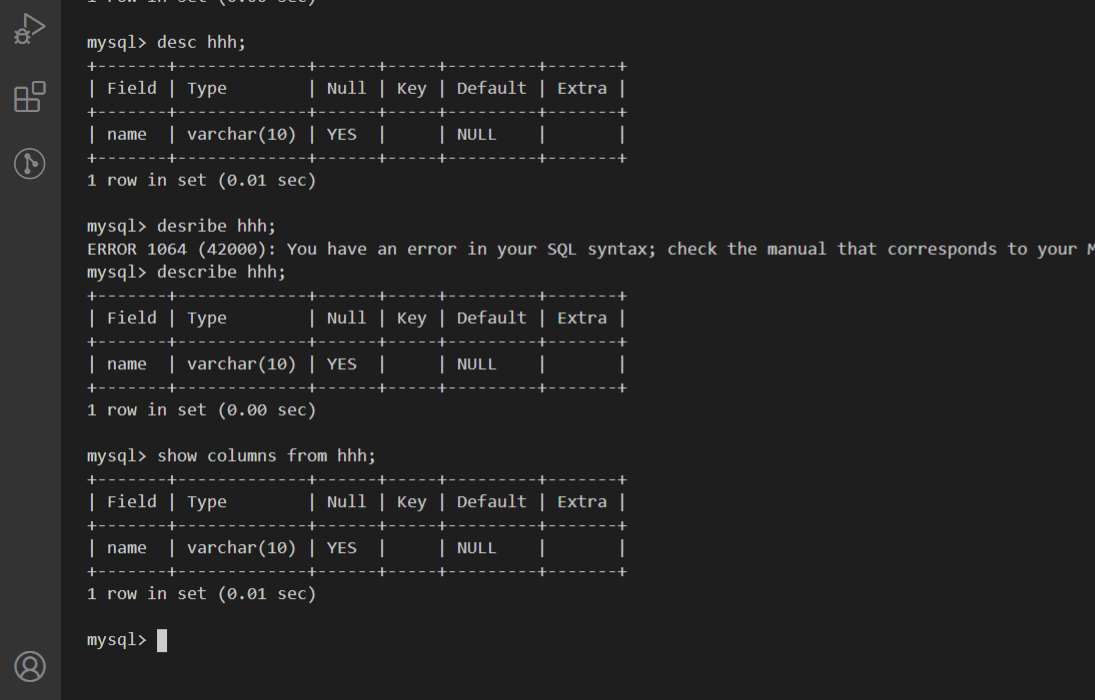 mysql> desc hhh;
+-------+-------------+------+-----+---------+-------+
| Field | Type        | Null | Key | Default | Extra |
+-------+-------------+------+-----+---------+-------+
| name  | varchar(10) | YES  |     | NULL    |       |
+-------+-------------+------+-----+---------+-------+
1 row in set (0.01 sec)
mysql> desribe hhh;
ERROR 1064 (42000): You have an error in your SQL syntax; check the manual that corresponds to your
mysql> describe hhh;
+-------+-------------+------+-----+---------+-------+
| Field | Type        | Null | Key | Default | Extra |
+-------+-------------+------+-----+---------+-------+
| name  | varchar(10) | YES  |     | NULL    |       |
+-------+-------------+------+-----+---------+-------+
1 row in set (0.00 sec)
mysql> show columns from hhh;
+-------+-------------+------+-----+---------+-------+
| Field | Type        | Null | Key | Default | Extra |
+-------+-------------+------+-----+---------+-------+
| name  | varchar(10) | YES  |     | NULL    |       |
+-------+-------------+------+-----+---------+-------+
1 row in set (0.01 sec)
mysql>